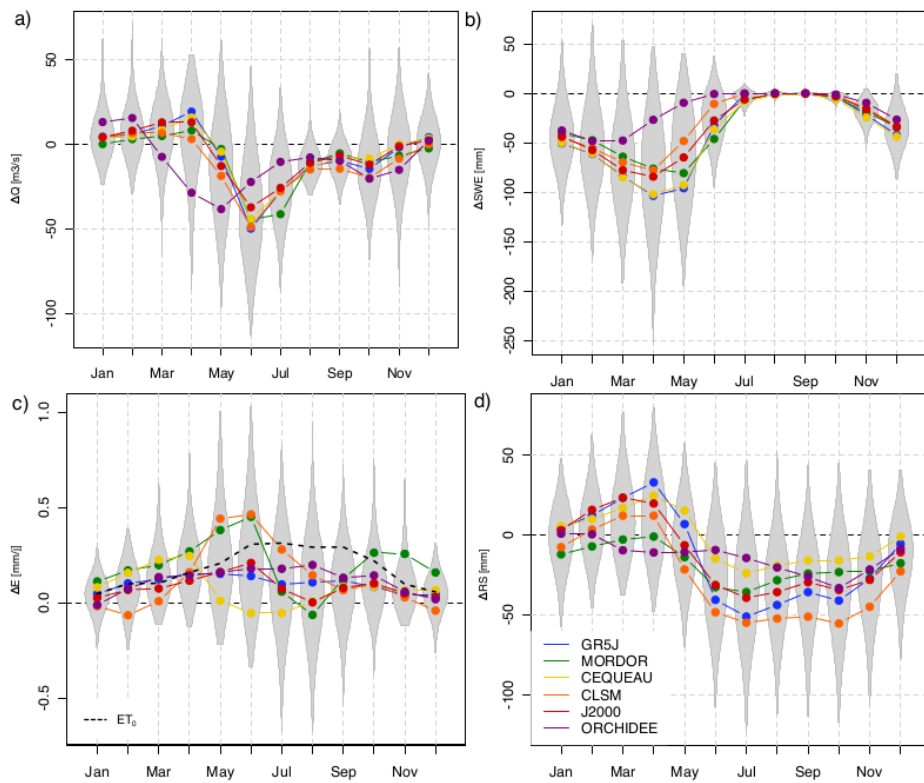 a)
ΔQ [m3/s]
50
0
-50
-100
Jan Mar May Jul Sep Nov
b)
ΔSWE [mm]
50
0
-50
-100
-150
-200
-250
Jan Mar May Jul Sep Nov
c)
ΔE [mm/j]
1.0
0.5
0.0
-0.5
ET0
Jan Mar May Jul Sep Nov
d)
ΔRS [mm]
50
0
-50
-100
GR5J
MORDOR
CEQUEAU
CLSM
J2000
ORCHIDEE
Jan Mar May Jul Sep Nov